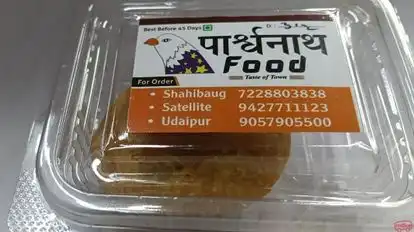 Best Before 45 Days
पार्श्वनाथ
Food
Taste of Town
For Order
• Shahibaug 7228803838
• Satellite 9427711123
• Udaipur 9057905500